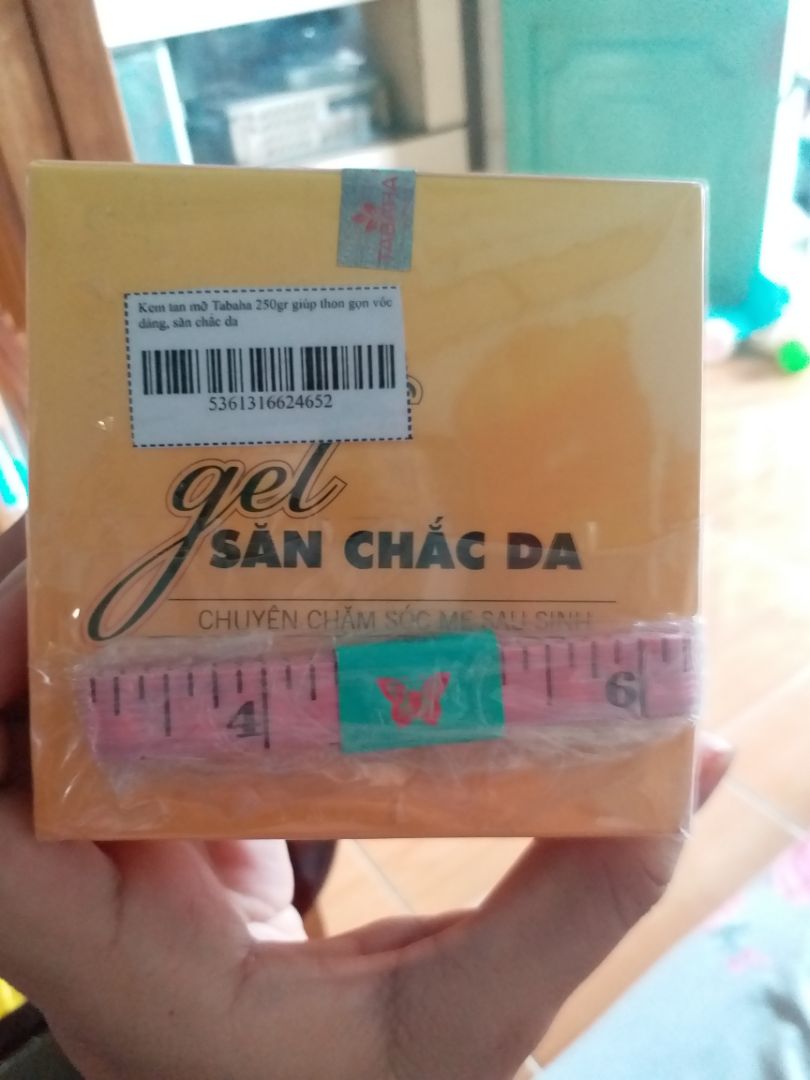 TABAHA
Kem tan mỡ Tabaha 250gr giúp thon gọn vóc
dáng, săn chắc da
5361316624652
gel
SĂN CHẮC DA
CHUYÊN CHĂM SÓC MẸ SAU SINH
4
6